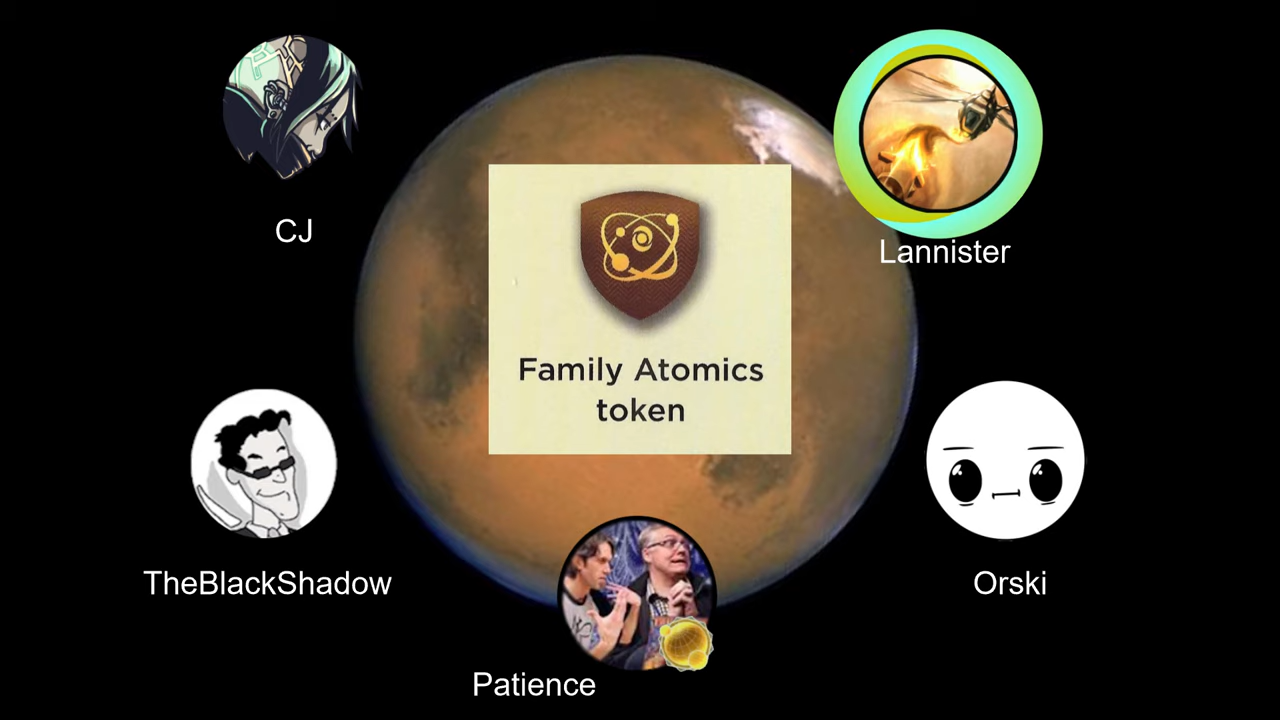 CJ
Lannister
Family Atomics
token
TheBlackShadow
Orski
Patience